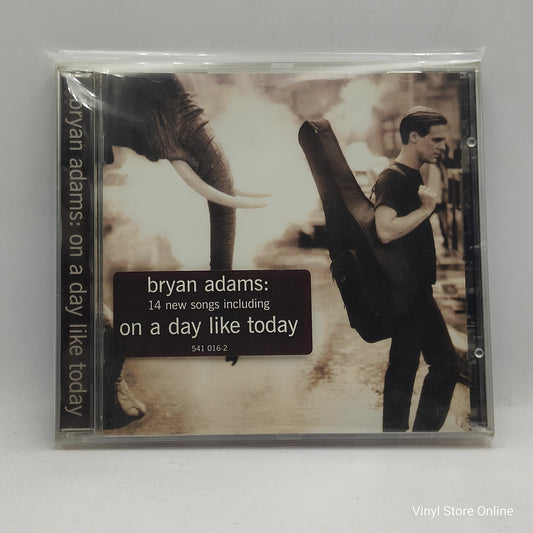 bryan adams: on a day like today
bryan adams:
14 new songs including
on a day like today
541 016-2
Vinyl Store Online